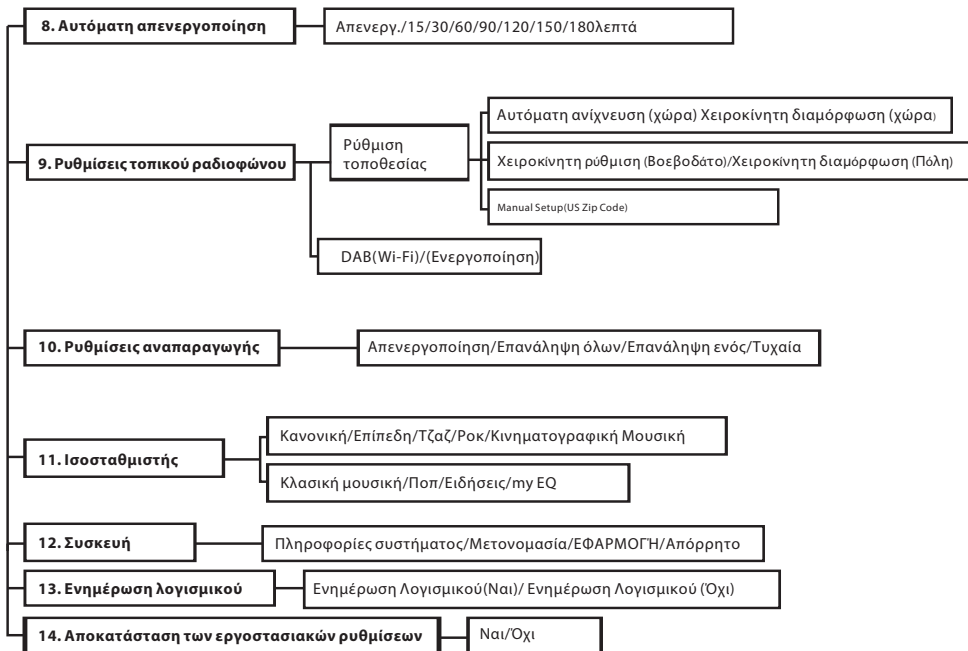 8. Αυτόματη απενεργοποίηση
Απενεργ./15/30/60/90/120/150/180λεπτά
9. Ρυθμίσεις τοπικού ραδιοφώνου
Ρύθμιση
τοποθεσίας
Αυτόματη ανίχνευση (χώρα) Χειροκίνητη διαμόρφωση (χώρα)
Χειροκίνητη ρύθμιση (Βοεβοδάτο)/Χειροκίνητη διαμόρφωση (Πόλη)
Manual Setup(US Zip Code)
DAB(Wi-Fi)/(Ενεργοποίηση)
10. Ρυθμίσεις αναπαραγωγής
Απενεργοποίηση/Επανάληψη όλων/Επανάληψη ενός/Τυχαία
11. Ισοσταθμιστής
Κανονική/Επίπεδη/Τζαζ/Ροκ/Κινηματογραφική Μουσική
Κλασική μουσική/Ποπ/Ειδήσεις/my EQ
12. Συσκευή
Πληροφορίες συστήματος/Μετονομασία/ΕΦΑΡΜΟΓΉ/Απόρρητο
13. Ενημέρωση λογισμικού
Ενημέρωση Λογισμικού(Ναι)/ Ενημέρωση Λογισμικού (Όχι)
14. Αποκατάσταση των εργοστασιακών ρυθμίσεων
Ναι/Όχι